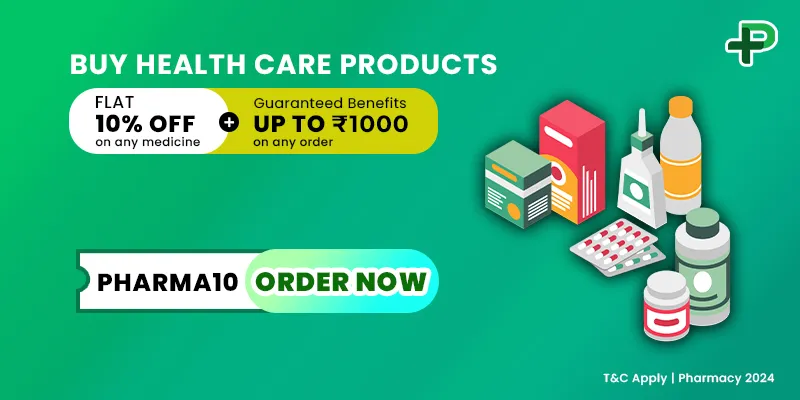 BUY HEALTH CARE PRODUCTS
FLAT
10% OFF
on any medicine
+
Guaranteed Benefits
UP TO ₹1000
on any order
PHARMA10
ORDER NOW
T&C Apply | Pharmacy 2024